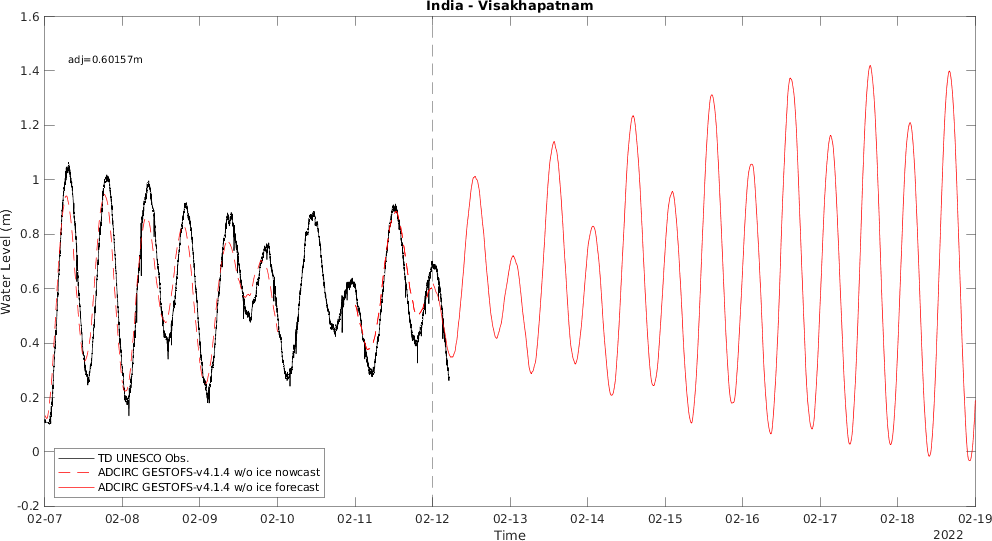 India - Visakhapatnam
adj=0.60157m
Water Level (m)
1.6
1.4
1.2
1
0.8
0.6
0.4
0.2
0
-0.2
TD UNESCO Obs.
ADCIRC GESTOFS-v4.1.4 w/o ice nowcast
ADCIRC GESTOFS-v4.1.4 w/o ice forecast
02-07 02-08 02-09 02-10 02-11 02-12 02-13 02-14 02-15 02-16 02-17 02-18 02-19
Time
2022